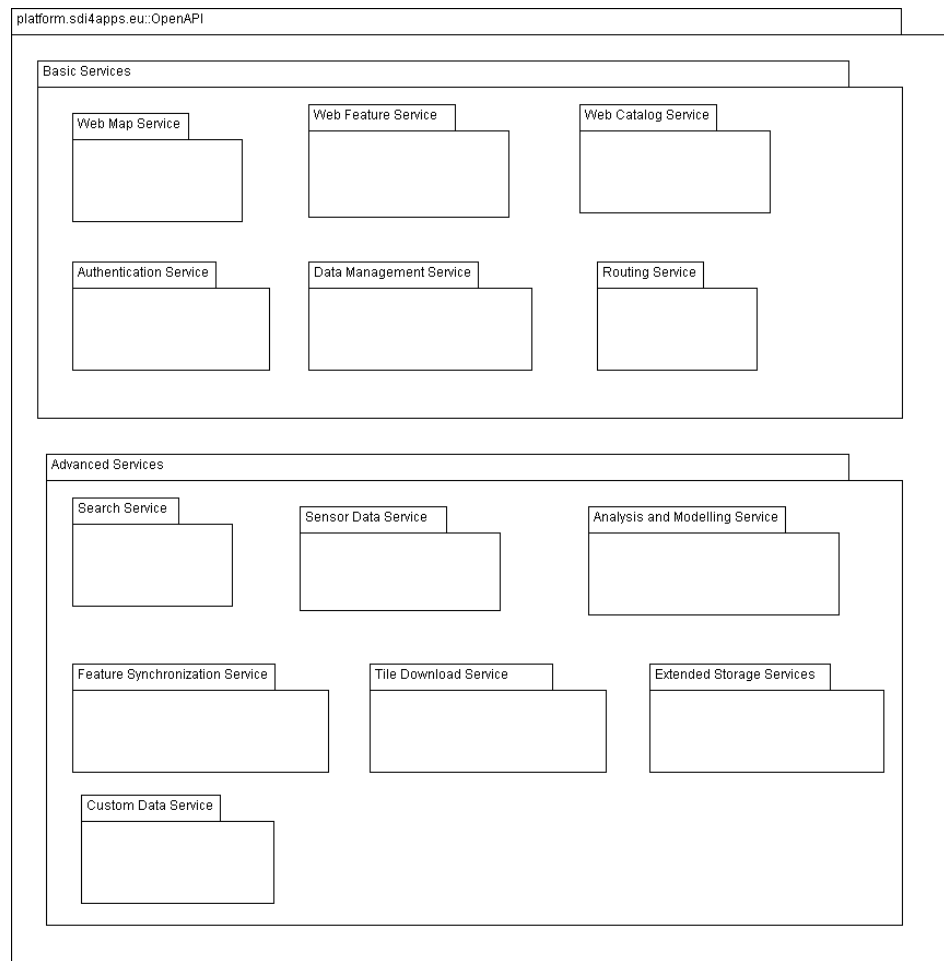 platform.sdi4apps.eu::OpenAPI
Basic Services
Web Map Service
Web Feature Service
Web Catalog Service
Authentication Service
Data Management Service
Routing Service
Advanced Services
Search Service
Sensor Data Service
Analysis and Modelling Service
Feature Synchronization Service
Tile Download Service
Extended Storage Services
Custom Data Service